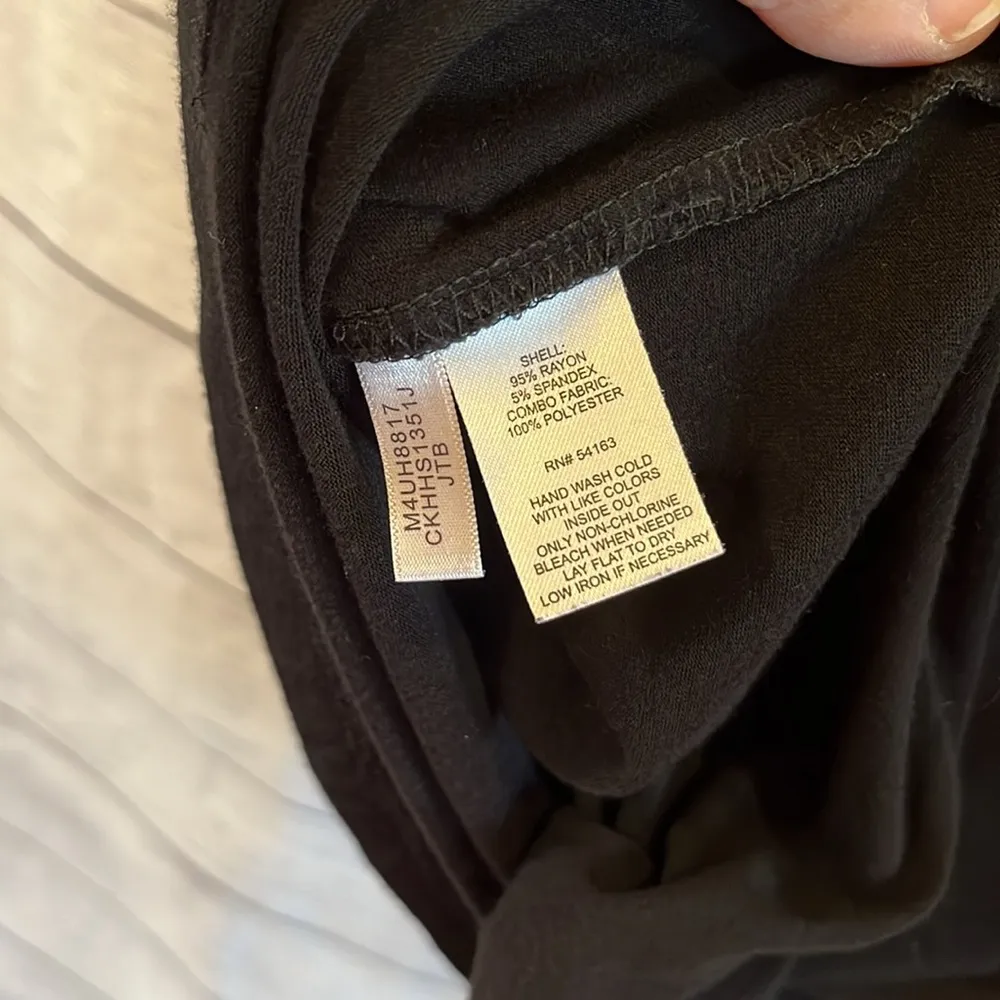 M4UH8817
CKHHS1351J
JTB
SHELL:
95% RAYON
5% SPANDEX
COMBO FABRIC:
100% POLYESTER
RN# 54163
HAND WASH COLD
WITH LIKE COLORS
INSIDE OUT
ONLY NON-CHLORINE
BLEACH WHEN NEEDED
LAY FLAT TO DRY
LOW IRON IF NECESSARY